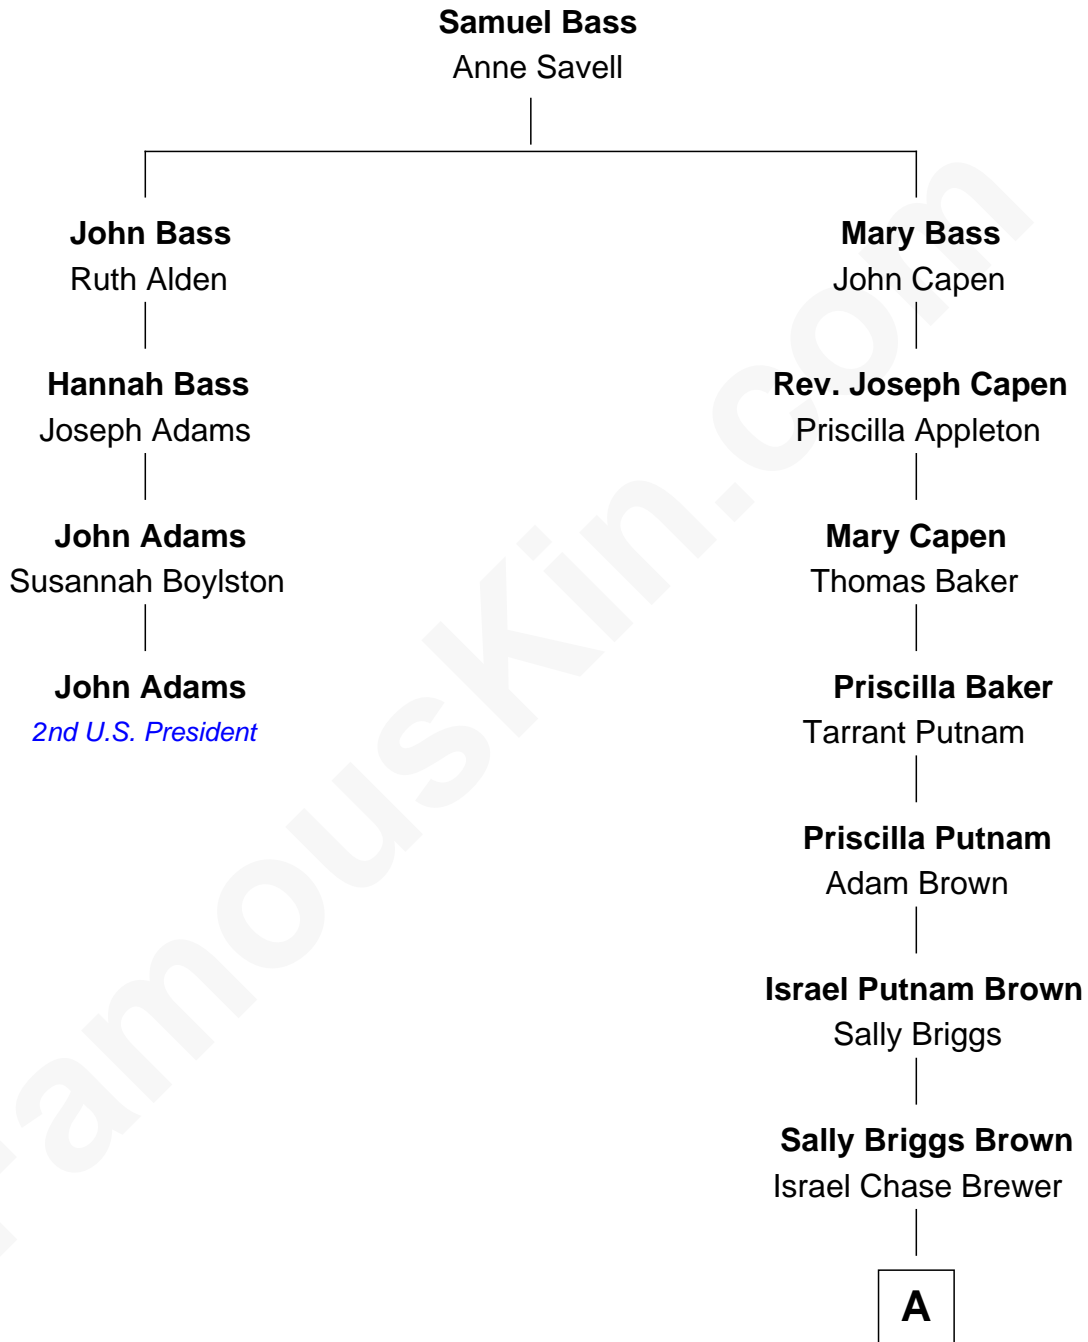 Samuel Bass
Anne Savell
John Bass
Ruth Alden
Mary Bass
John Capen
Hannah Bass
Joseph Adams
Rev. Joseph Capen
Priscilla Appleton
John Adams
Susannah Boylston
Mary Capen
Thomas Baker
John Adams
2nd U.S. President
Priscilla Baker
Tarrant Putnam
Priscilla Putnam
Adam Brown
Israel Putnam Brown
Sally Briggs
Sally Briggs Brown
Israel Chase Brewer
A
FamousKin.com